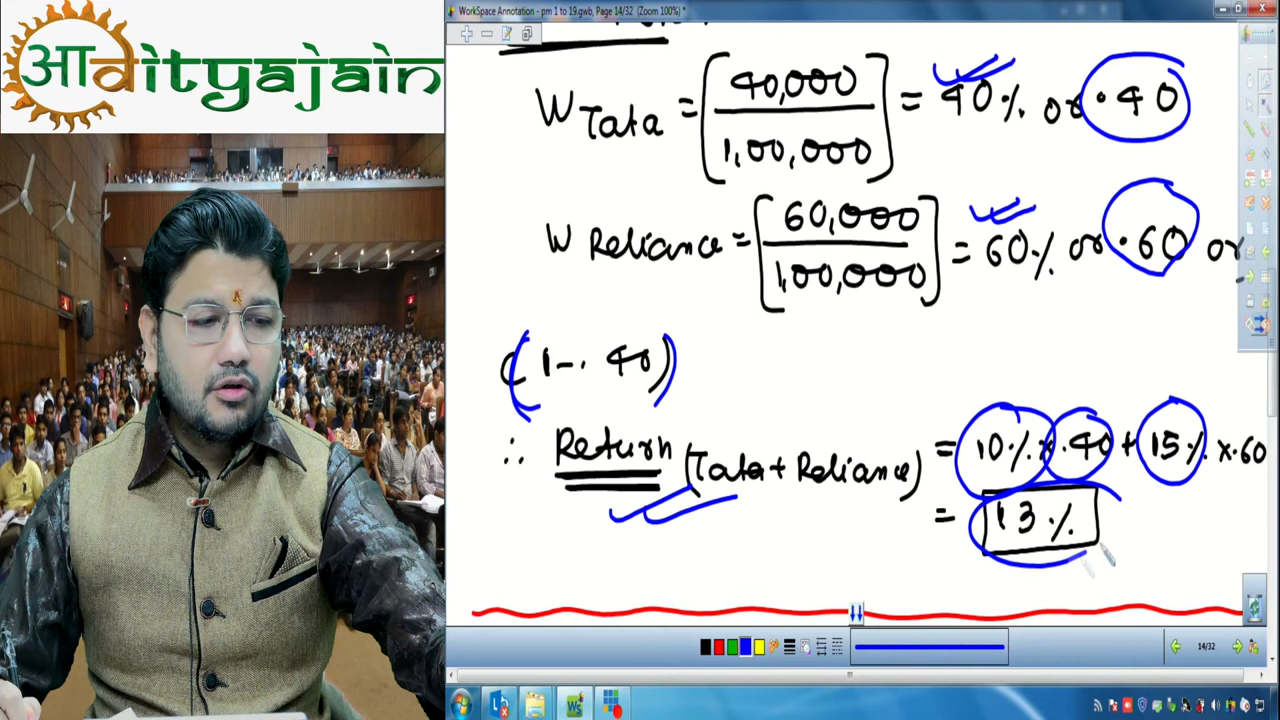 आdityajain
WorkSpace Annotation - pm 1 to 19.gwb, Page 14/32 (Zoom 100%) *
W Tata = [40,000 / 1,00,000] = 40% or .40
W Reliance = [60,000 / 1,00,000] = 60% or .60 or
(1-.40)
∴ Return (Tata+Reliance) = 10% x .40 + 15% x .60
= 13%
14/32